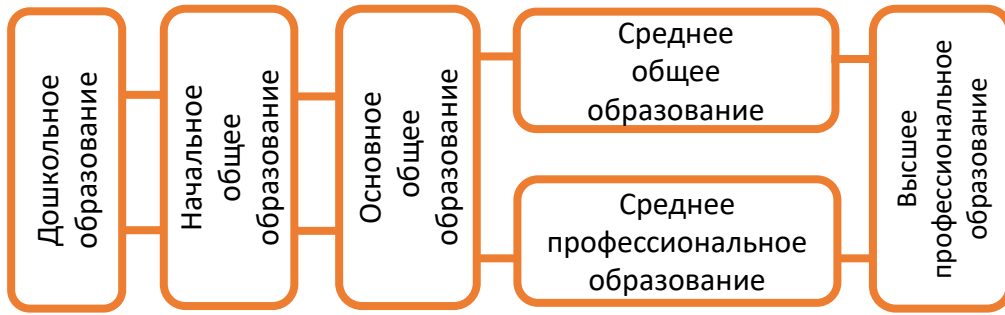 Дошкольное
образование
Начальное
общее
образование
Основное
общее
образование
Среднее
общее
образование
Среднее
профессиональное
образование
Высшее
профессиональное
образование